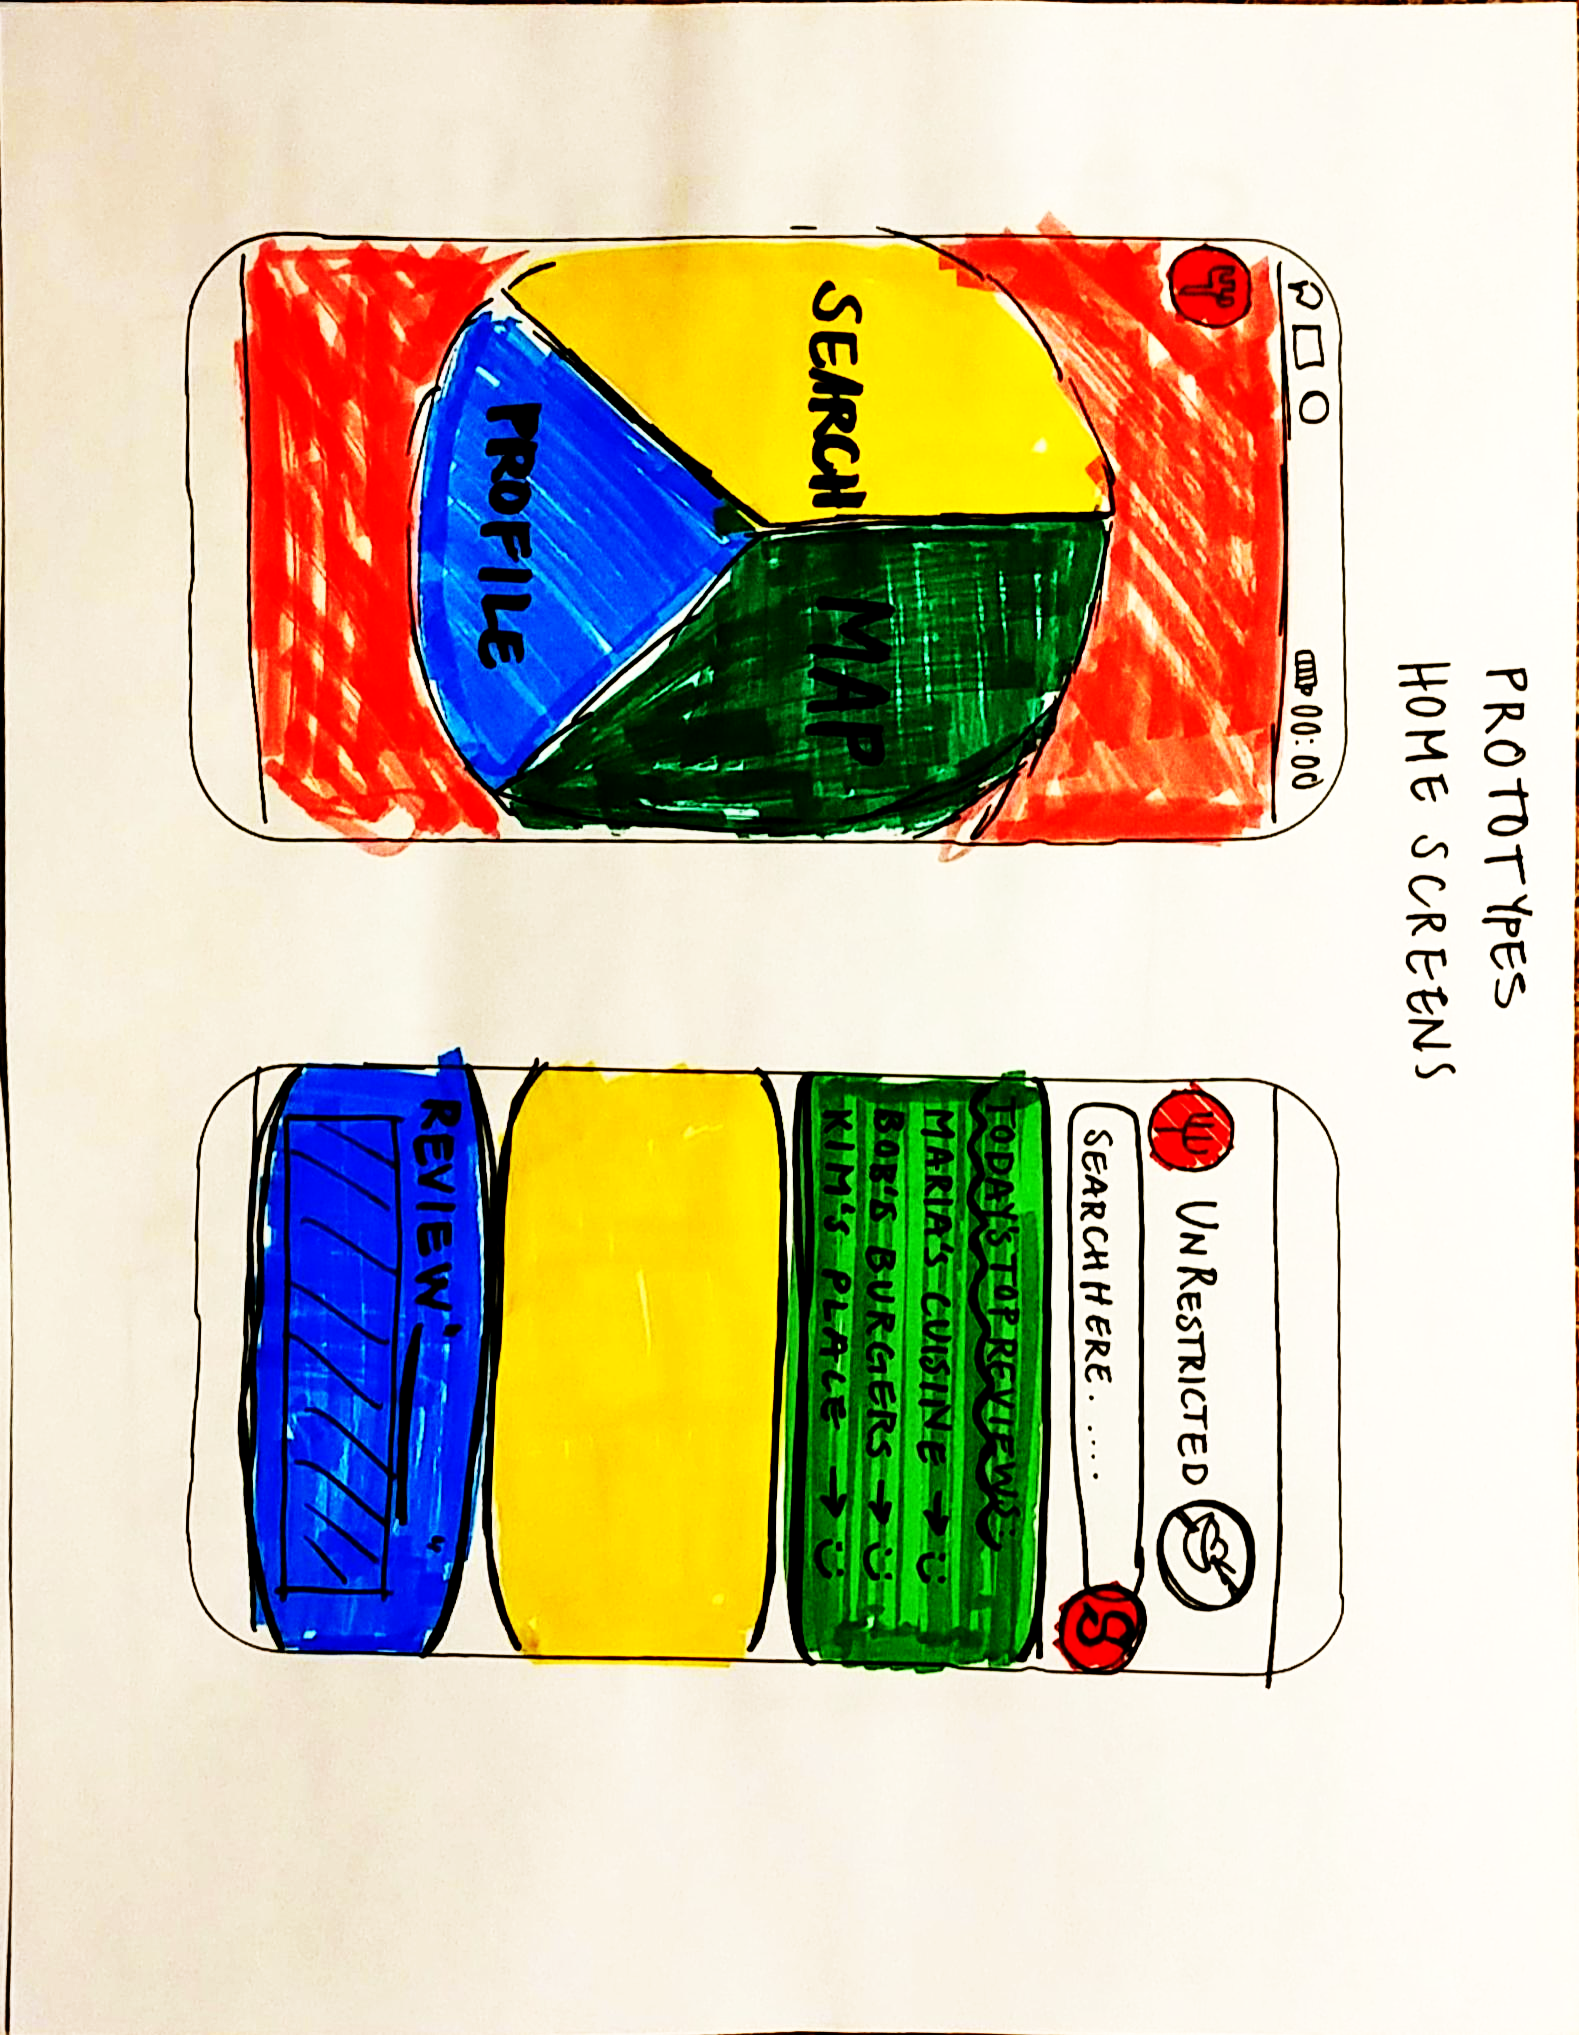 PROTOTYPES
HOME SCREENS
00:00
SEARCH
MAP
PROFILE
UNRESTRICTED
SEARCH HERE. ....
TODAY'S TOP REVIEWS:
MARIA'S CUISINE → :)
BOB'S BURGERS → :)
KIM'S PLACE → :)
REVIEW "____"